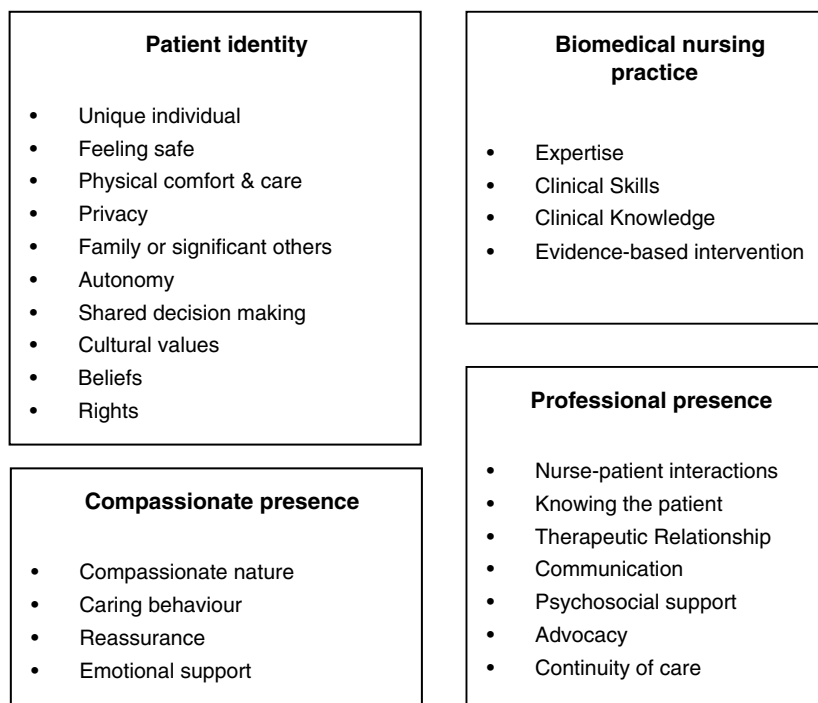 Patient identity
• Unique individual
• Feeling safe
• Physical comfort & care
• Privacy
• Family or significant others
• Autonomy
• Shared decision making
• Cultural values
• Beliefs
• Rights
Biomedical nursing
practice
• Expertise
• Clinical Skills
• Clinical Knowledge
• Evidence-based intervention
Compassionate presence
• Compassionate nature
• Caring behaviour
• Reassurance
• Emotional support
Professional presence
• Nurse-patient interactions
• Knowing the patient
• Therapeutic Relationship
• Communication
• Psychosocial support
• Advocacy
• Continuity of care